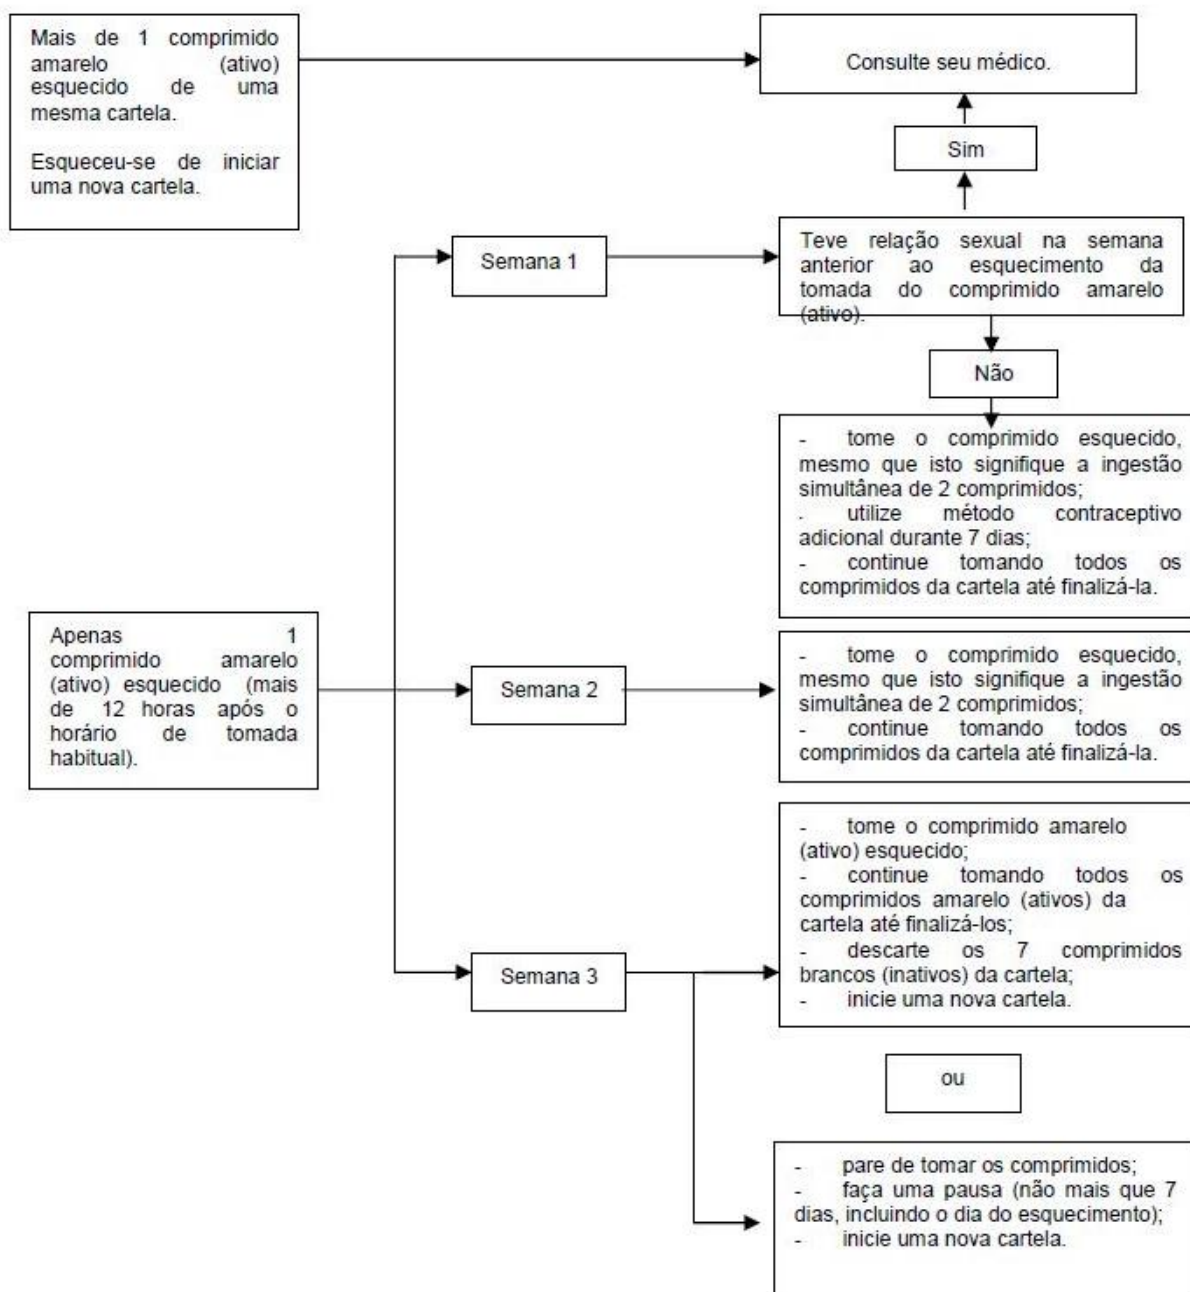 Mais de 1 comprimido
amarelo (ativo)
esquecido de uma
mesma cartela.
Esqueceu-se de iniciar
uma nova cartela.
Consulte seu médico.
Sim
Teve relação sexual na semana
anterior ao esquecimento da
tomada do comprimido amarelo
(ativo).
Semana 1
Não
- tome o comprimido esquecido,
mesmo que isto signifique a ingestão
simultânea de 2 comprimidos;
- utilize método contraceptivo
adicional durante 7 dias;
- continue tomando todos os
comprimidos da cartela até finalizá-la.
Apenas 1
comprimido amarelo
(ativo) esquecido (mais
de 12 horas após o
horário de tomada
habitual).
Semana 2
- tome o comprimido esquecido,
mesmo que isto signifique a ingestão
simultânea de 2 comprimidos;
- continue tomando todos os
comprimidos da cartela até finalizá-la.
Semana 3
- tome o comprimido amarelo
(ativo) esquecido;
- continue tomando todos os
comprimidos amarelo (ativos) da
cartela até finalizá-los;
- descarte os 7 comprimidos
brancos (inativos) da cartela;
- inicie uma nova cartela.
ou
- pare de tomar os comprimidos;
- faça uma pausa (não mais que 7
dias, incluindo o dia do esquecimento);
- inicie uma nova cartela.